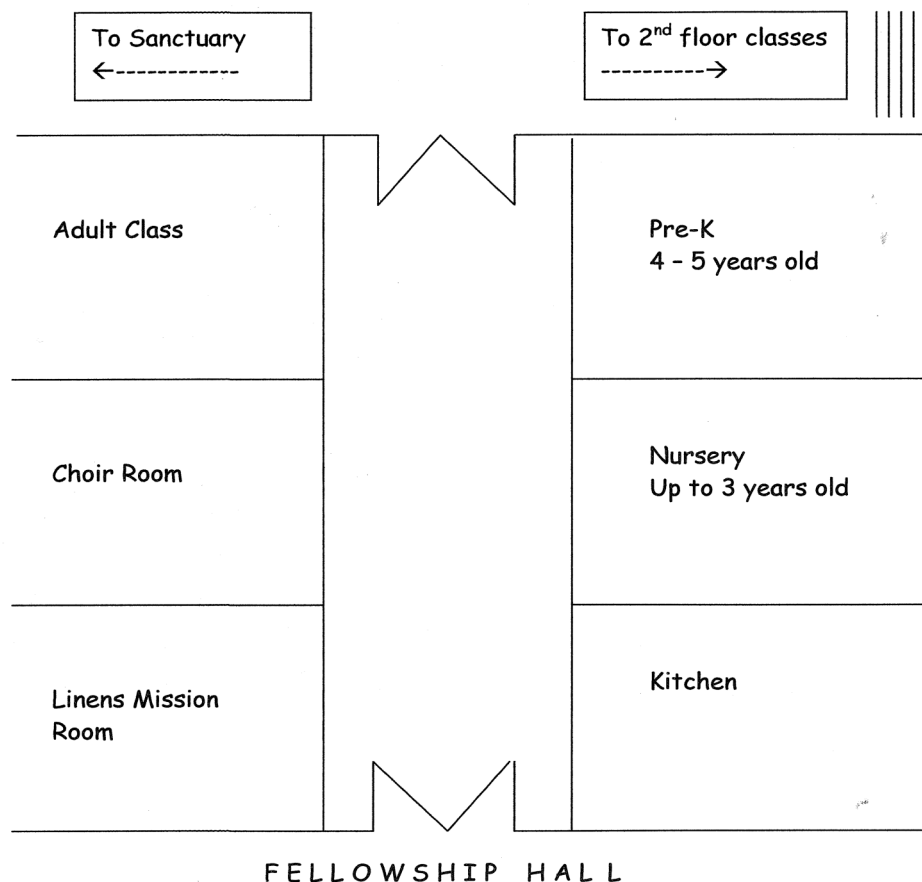 To Sanctuary
←------------
To 2nd floor classes
----------→
Adult Class
Pre-K
4 – 5 years old
Choir Room
Nursery
Up to 3 years old
Linens Mission
Room
Kitchen
FELLOWSHIP HALL